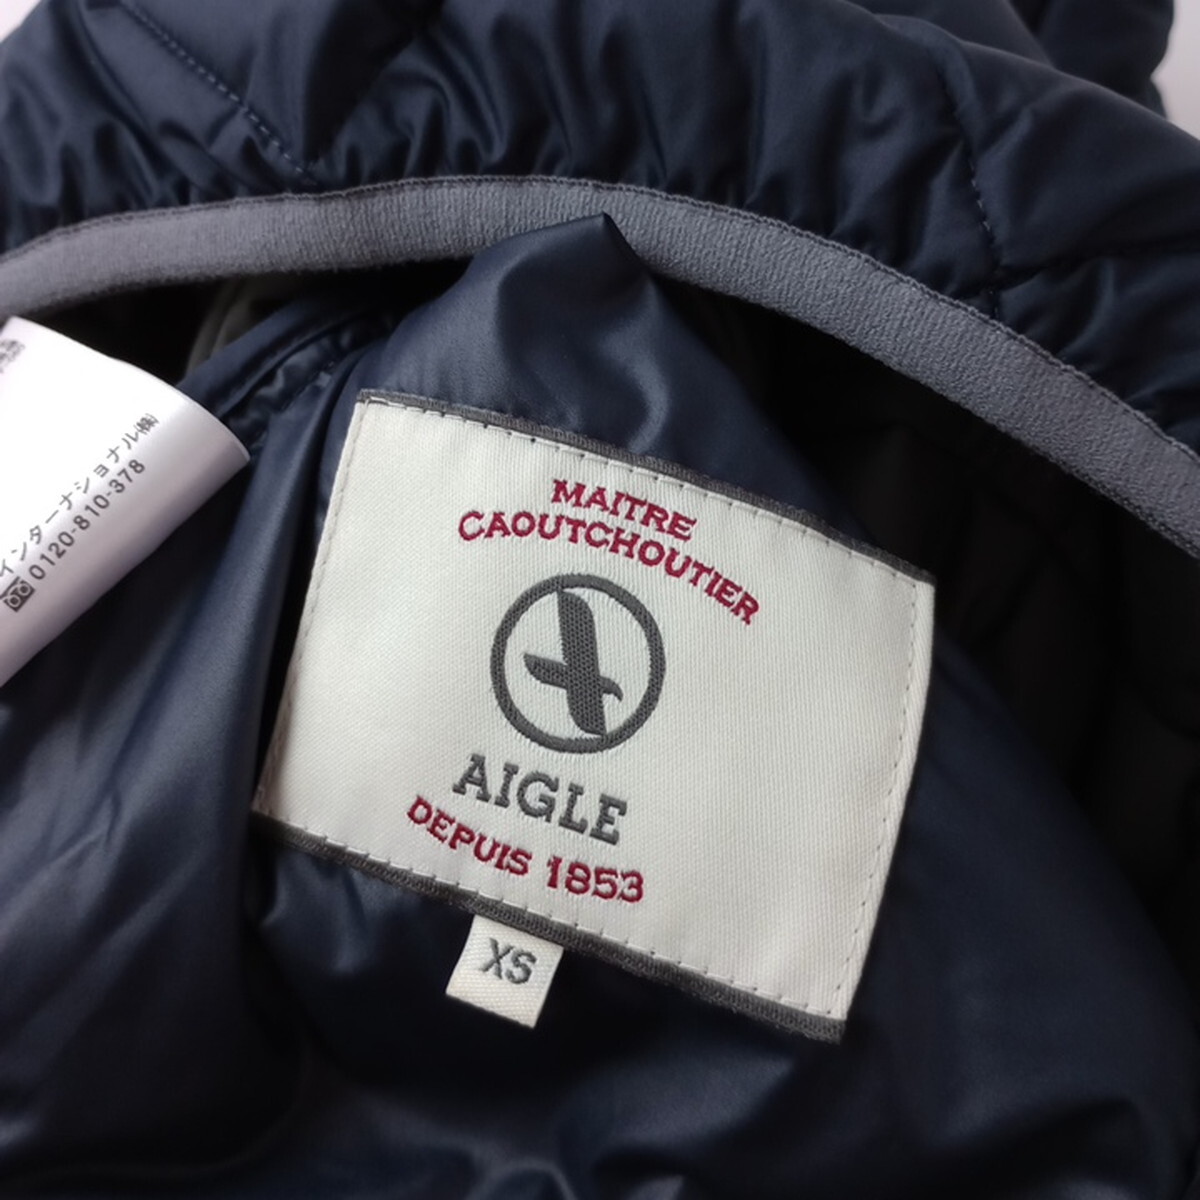 MAITRE
CAOUTCHOUTIER
AIGLE
DEPUIS 1853
XS
インターナショナル(株)
0120-810-378